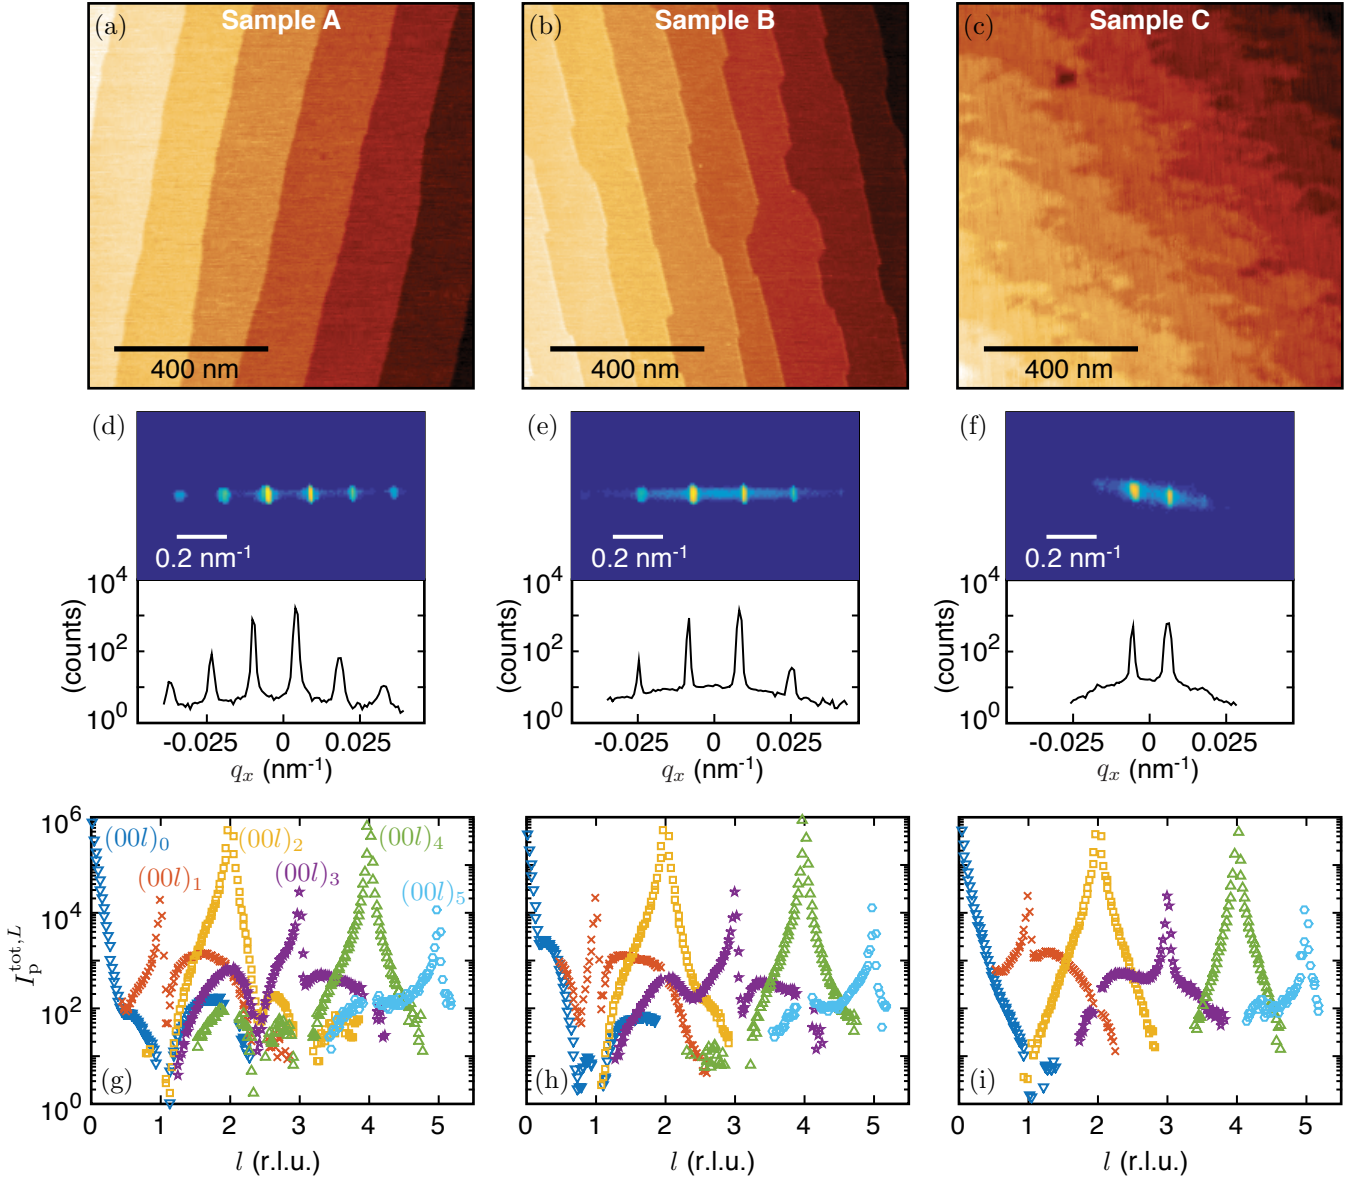 (a) Sample A
400 nm
(b) Sample B
400 nm
(c) Sample C
400 nm
(d)
0.2 nm-1
(e)
0.2 nm-1
(f)
0.2 nm-1
(counts)
10^4
10^2
10^0
-0.025 0 0.025
q_x (nm-1)
(counts)
10^4
10^2
10^0
-0.025 0 0.025
q_x (nm-1)
(counts)
10^4
10^2
10^0
-0.025 0 0.025
q_x (nm-1)
I_p^{tot,L}
10^6
10^4
10^2
10^0
(00l)_0
(00l)_1
(00l)_2
(00l)_3
(00l)_4
(00l)_5
(g)
0 1 2 3 4 5
l (r.l.u.)
(h)
0 1 2 3 4 5
l (r.l.u.)
(i)
0 1 2 3 4 5
l (r.l.u.)